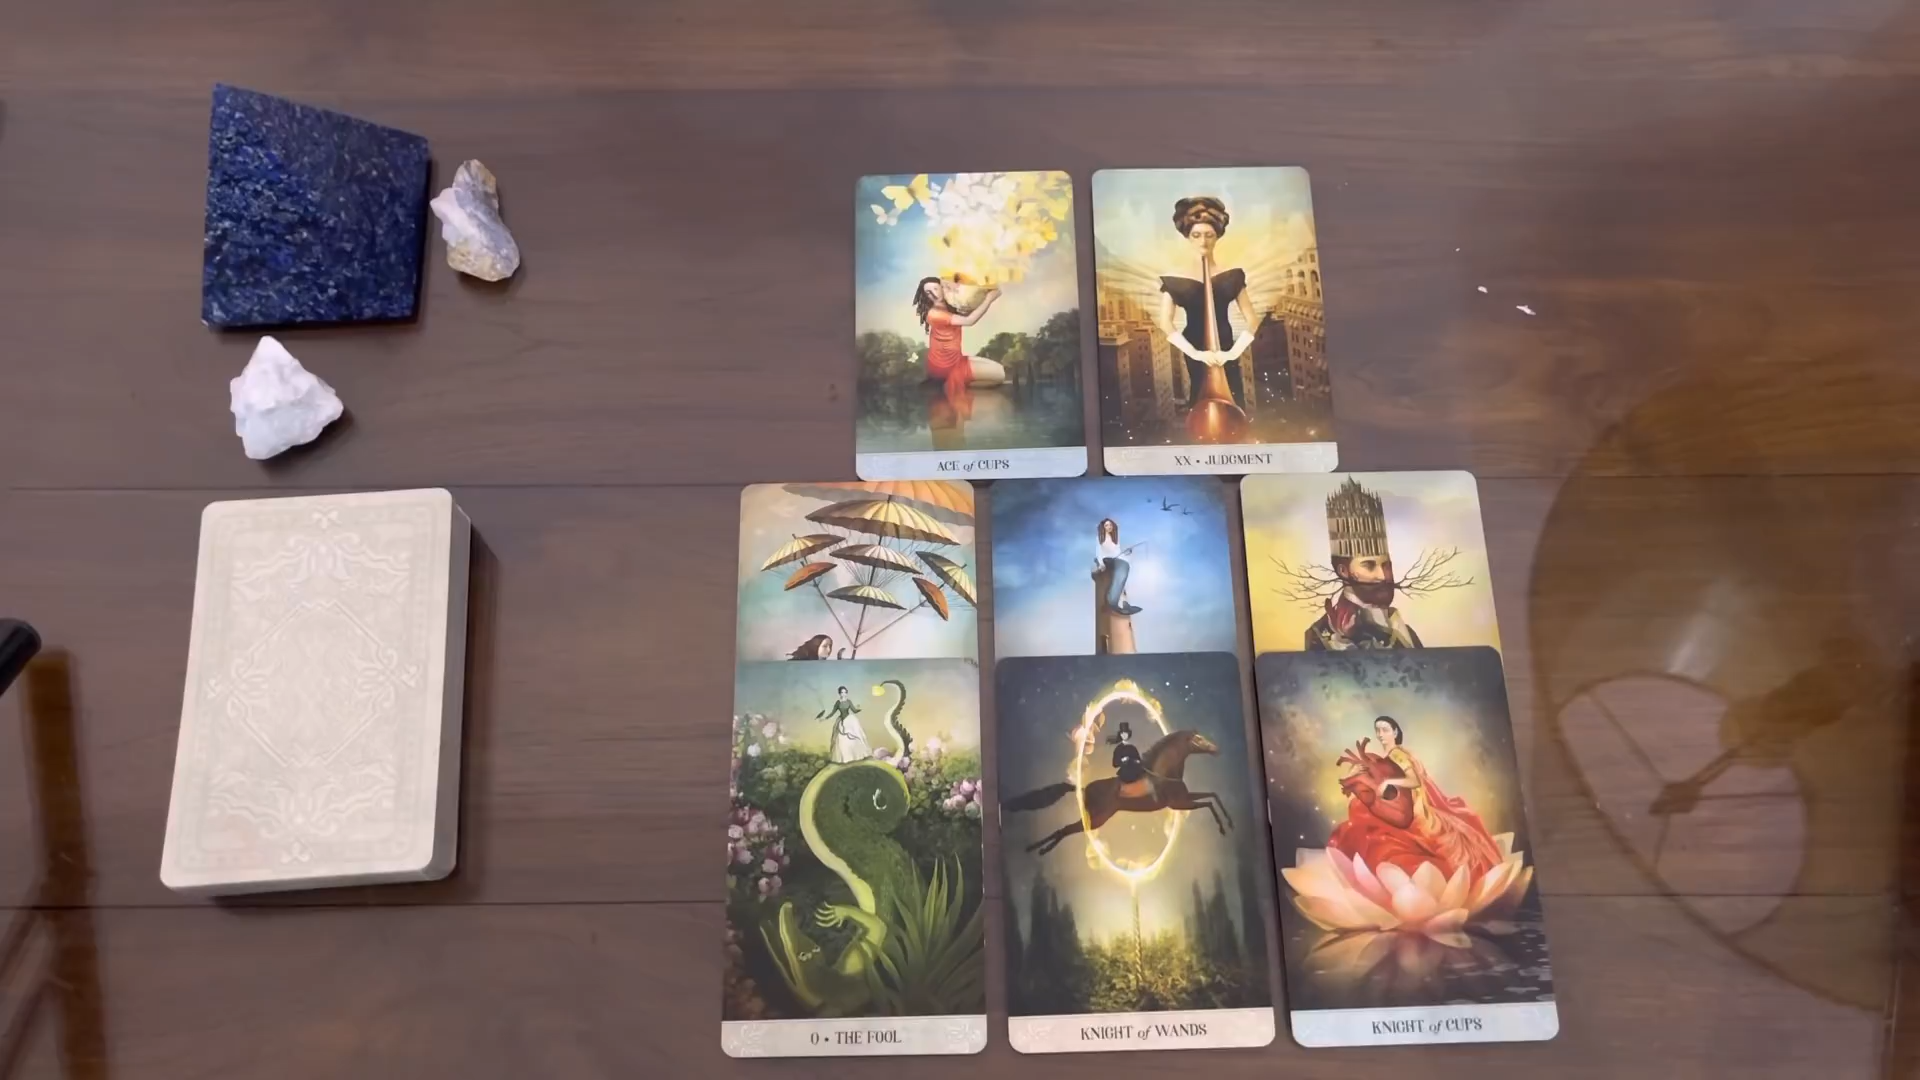 ACE of CUPS
XX • JUDGMENT
0 • THE FOOL
KNIGHT of WANDS
KNIGHT of CUPS